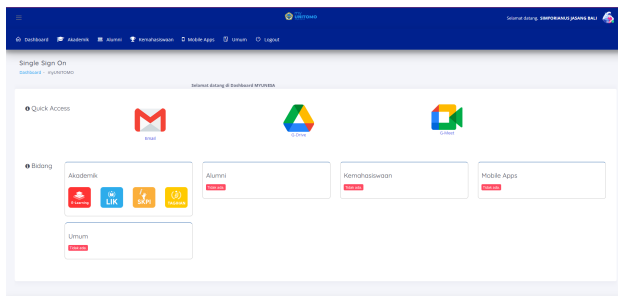 UNITOMO
Selamat datang, SIMPORIANUS JASANG BALI
Dashboard Akademik Alumni Kemahasiswaan Mobile Apps Umum Logout
Single Sign On
Dashboard - myUNITOMO
Selamat datang di Dashboard MYUNIBA
Quick Access
Email
G-Drive
G-Meet
Bidang
Akademik
E-Learning
LIK
SKPI
Alumni
Tidak ada
Kemahasiswaan
Tidak ada
Mobile Apps
Tidak ada
Umum
Tidak ada